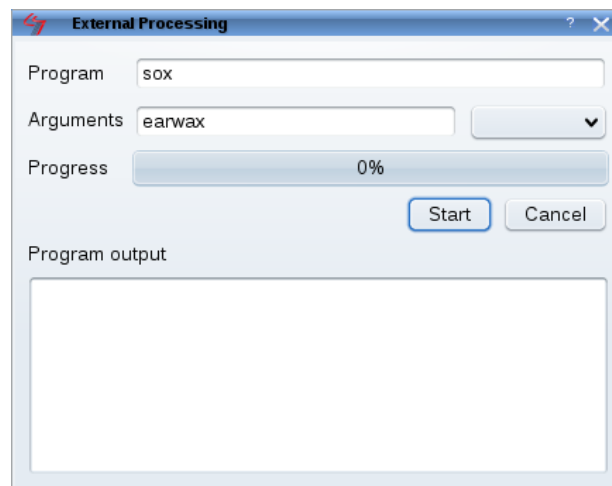 External Processing ?
Program sox
Arguments earwax
Progress 0%
Start Cancel
Program output